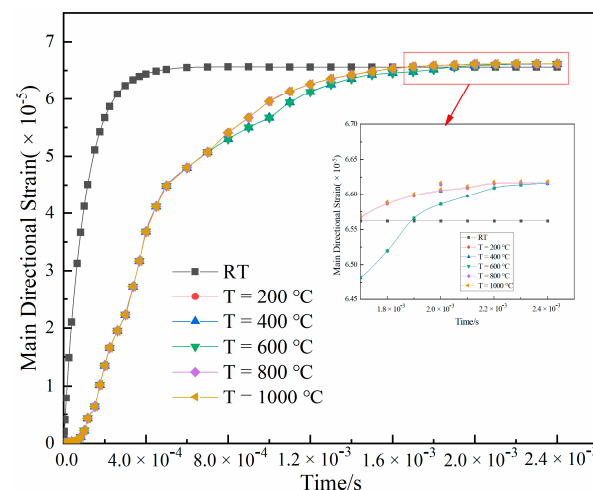 Main Directional Strain( × 10⁻⁵)
7
6
5
4
3
2
1
0
0.0
4.0 × 10⁻⁴
8.0 × 10⁻⁴
1.2 × 10⁻³
1.6 × 10⁻³
2.0 × 10⁻³
2.4 × 10⁻³
Time/s
RT
T = 200 °C
T = 400 °C
T = 600 °C
T = 800 °C
T = 1000 °C
Main Directional Strain( × 10⁻⁵)
6.70
6.65
6.60
6.55
6.50
6.45
1.8 × 10⁻³
2.0 × 10⁻³
2.2 × 10⁻³
2.4 × 10⁻³
Time/s
RT
T = 200 °C
T = 400 °C
T = 600 °C
T = 800 °C
T = 1000 °C